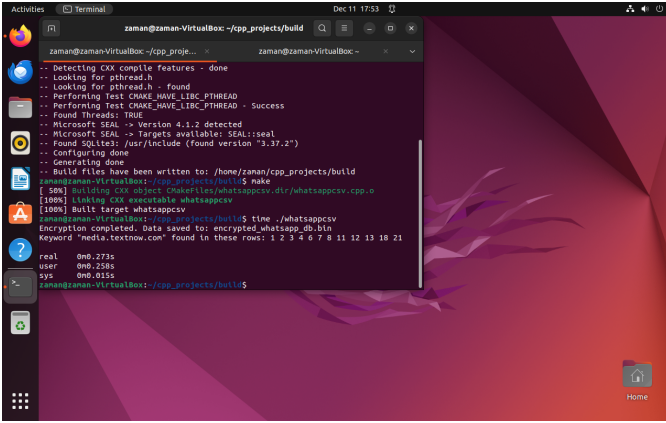 Activities
Terminal
Dec 11 17:53
zaman@zaman-VirtualBox: ~/cpp_projects/build
zaman@zaman-VirtualBox: ~/cpp_proje...
zaman@zaman-VirtualBox: ~
-- Detecting CXX compile features - done
-- Looking for pthread.h
-- Looking for pthread.h - found
-- Performing Test CMAKE_HAVE_LIBC_PTHREAD
-- Performing Test CMAKE_HAVE_LIBC_PTHREAD - Success
-- Found Threads: TRUE
-- Microsoft SEAL -> Version 4.1.2 detected
-- Microsoft SEAL -> Targets available: SEAL::seal
-- Found SQLite3: /usr/include (found version "3.37.2")
-- Configuring done
-- Generating done
-- Build files have been written to: /home/zaman/cpp_projects/build
zaman@zaman-VirtualBox:~/cpp_projects/build$ make
[ 50%] Building CXX object CMakeFiles/whatsappcsv.dir/whatsappcsv.cpp.o
[100%] Linking CXX executable whatsappcsv
[100%] Built target whatsappcsv
zaman@zaman-VirtualBox:~/cpp_projects/build$ time ./whatsappcsv
Encryption completed. Data saved to: encrypted_whatsapp_db.bin
Keyword "media.textnow.com" found in these rows: 1 2 3 4 6 7 8 11 12 13 18 21
real 0m0.273s
user 0m0.258s
sys 0m0.015s
zaman@zaman-VirtualBox:~/cpp_projects/build$
Home